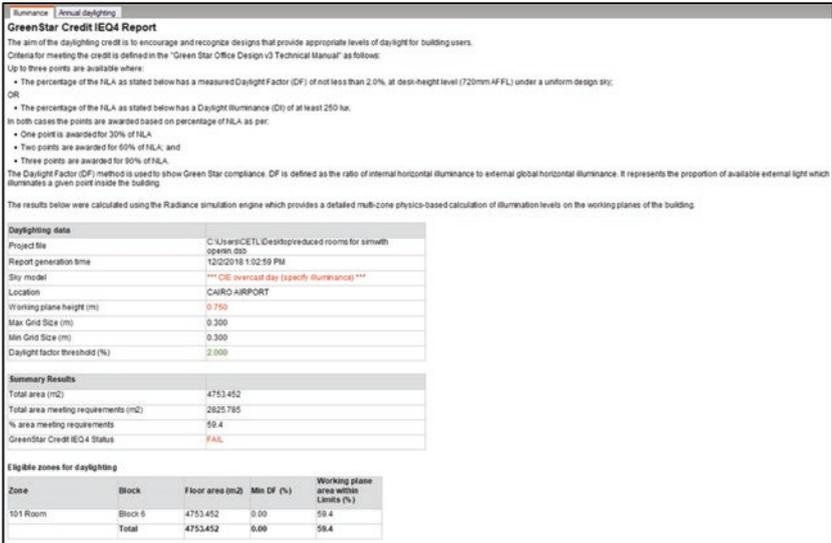 Illuminance Annual daylighting
GreenStar Credit IEQ4 Report
The aim of the daylighting credit is to encourage and recognize designs that provide appropriate levels of daylight for building users.
Criteria for meeting the credit is defined in the "Green Star Office Design v3 Technical Manual" as follows:
Up to three points are available where:
• The percentage of the NLA as stated below has a measured Daylight Factor (DF) of not less than 2.0%, at desk-height level (720mm AFFL) under a uniform design sky;
OR
• The percentage of the NLA as stated below has a Daylight Illuminance (DI) of at least 250 lux.
In both cases the points are awarded based on percentage of NLA as per:
• One point is awarded for 30% of NLA
• Two points are awarded for 60% of NLA; and
• Three points are awarded for 90% of NLA.
The Daylight Factor (DF) method is used to show Green Star compliance. DF is defined as the ratio of internal horizontal illuminance to external global horizontal illuminance. It represents the proportion of available external light which
illuminates a given point inside the building.
The results below were calculated using the Radiance simulation engine which provides a detailed multi-zone physics-based calculation of illumination levels on the working planes of the building.
Daylighting data
Project file C:\Users\CETL\Desktop\reduced rooms for simwith
openin.dsb
Report generation time 12/2/2018 1:02:59 PM
Sky model *** CIE overcast day (specify illuminance) ***
Location CAIRO AIRPORT
Working plane height (m) 0.750
Max Grid Size (m) 0.300
Min Grid Size (m) 0.300
Daylight factor threshold (%) 2.000
Summary Results
Total area (m2) 4753.452
Total area meeting requirements (m2) 2825.785
% area meeting requirements 59.4
GreenStar Credit IEQ4 Status FAIL
Eligible zones for daylighting
Zone Block Floor area (m2) Min DF (%) Working plane
area within
Limits (%)
101 Room Block 6 4753.452 0.00 59.4
Total 4753.452 0.00 59.4